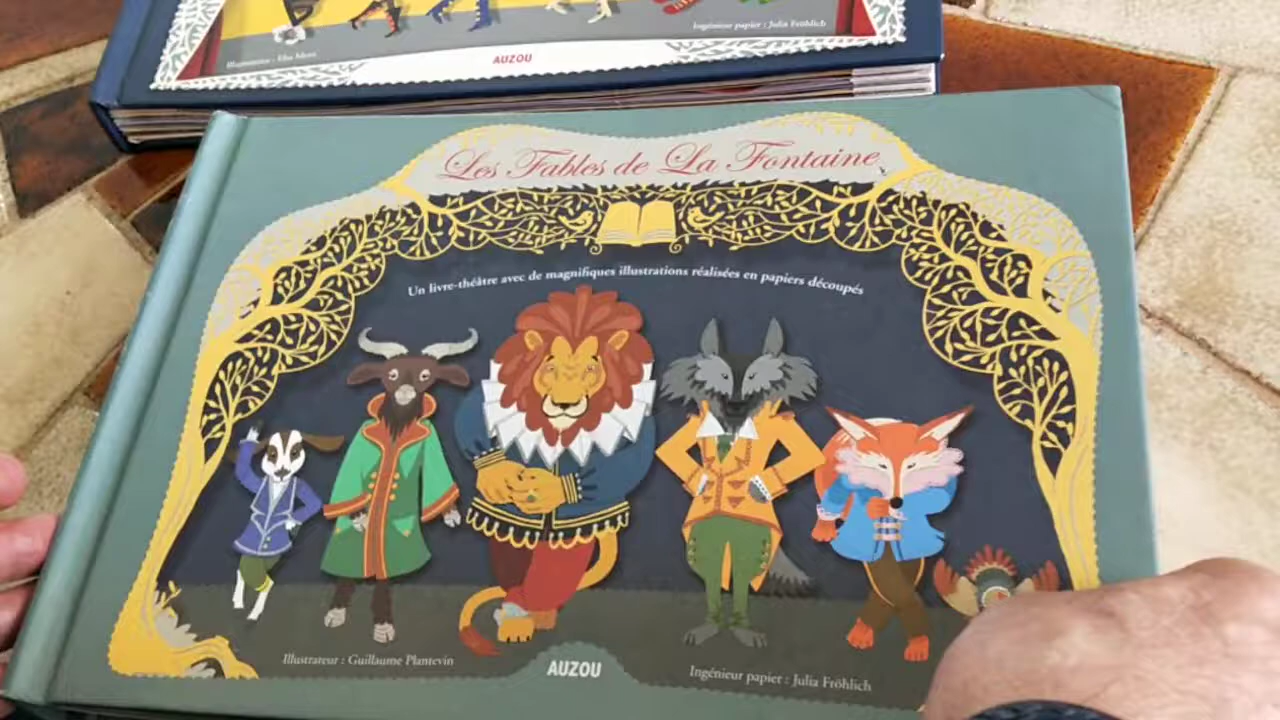 Ingénieur papier : Julia Fröhlich
AUZOU
Les Fables de La Fontaine
Un livre-théâtre avec de magnifiques illustrations réalisées en papiers découpés
Illustrateur : Guillaume Plantevin
AUZOU
Ingénieur papier : Julia Fröhlich